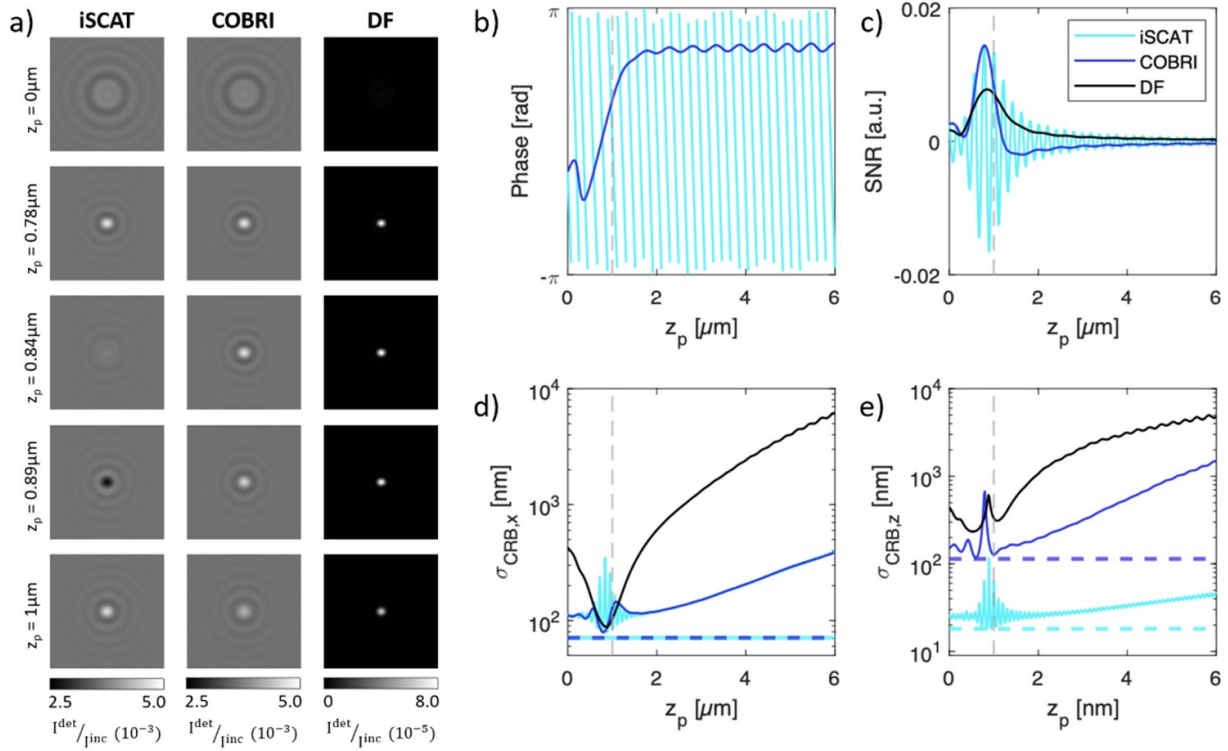 a)
iSCAT COBRI DF
z_p = 0μm
z_p = 0.78μm
z_p = 0.84μm
z_p = 0.89μm
z_p = 1μm
2.5 5.0 2.5 5.0 0 8.0
I^det/I^inc (10^-3) I^det/I^inc (10^-3) I^det/I^inc (10^-5)
b)
π
Phase [rad]
-π
0 2 4 6
z_p [μm]
c)
0.02
SNR [a.u.]
0
-0.02
iSCAT
COBRI
DF
0 2 4 6
z_p [μm]
d)
10^4
10^3
10^2
σ_CRB,x [nm]
0 2 4 6
z_p [μm]
e)
10^4
10^3
10^2
10^1
σ_CRB,z [nm]
0 2 4 6
z_p [nm]